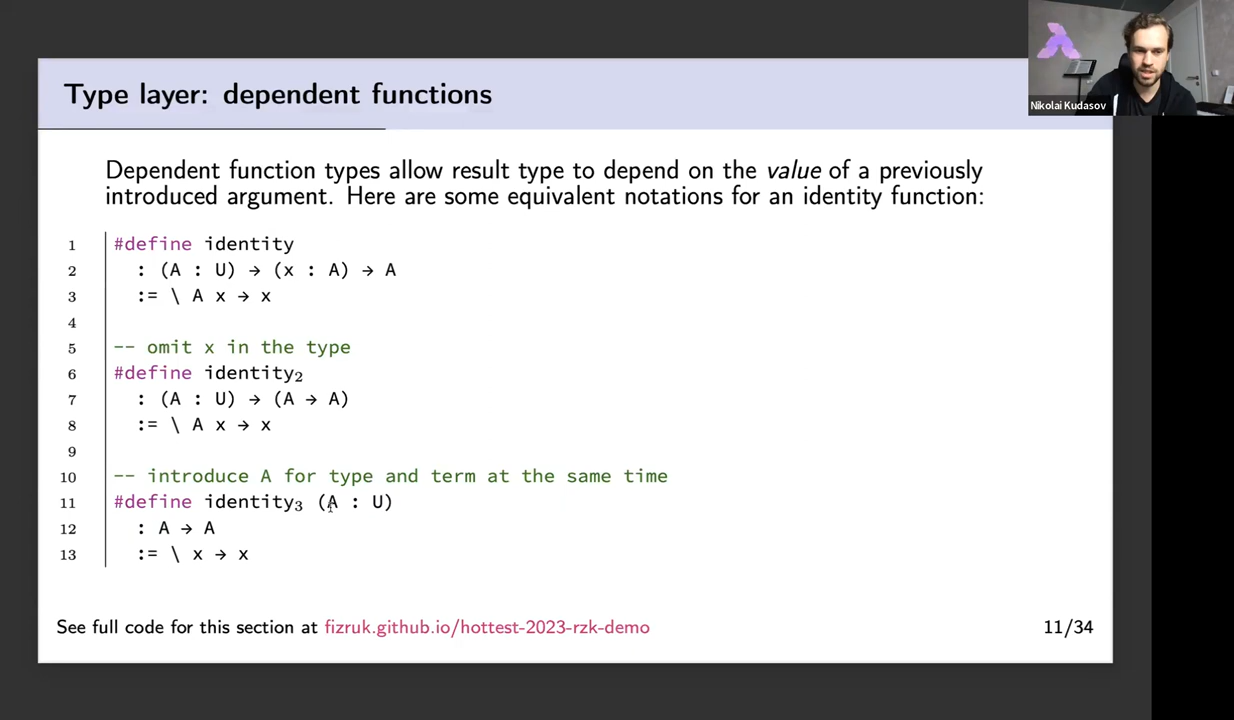 Type layer: dependent functions
Nikolai Kudasov
Dependent function types allow result type to depend on the value of a previously
introduced argument. Here are some equivalent notations for an identity function:
1 #define identity
2 : (A : U) → (x : A) → A
3 := \ A x → x
4
5 -- omit x in the type
6 #define identity₂
7 : (A : U) → (A → A)
8 := \ A x → x
9
10 -- introduce A for type and term at the same time
11 #define identity₃ (A : U)
12 : A → A
13 := \ x → x
See full code for this section at fizruk.github.io/hottest-2023-rzk-demo
11/34